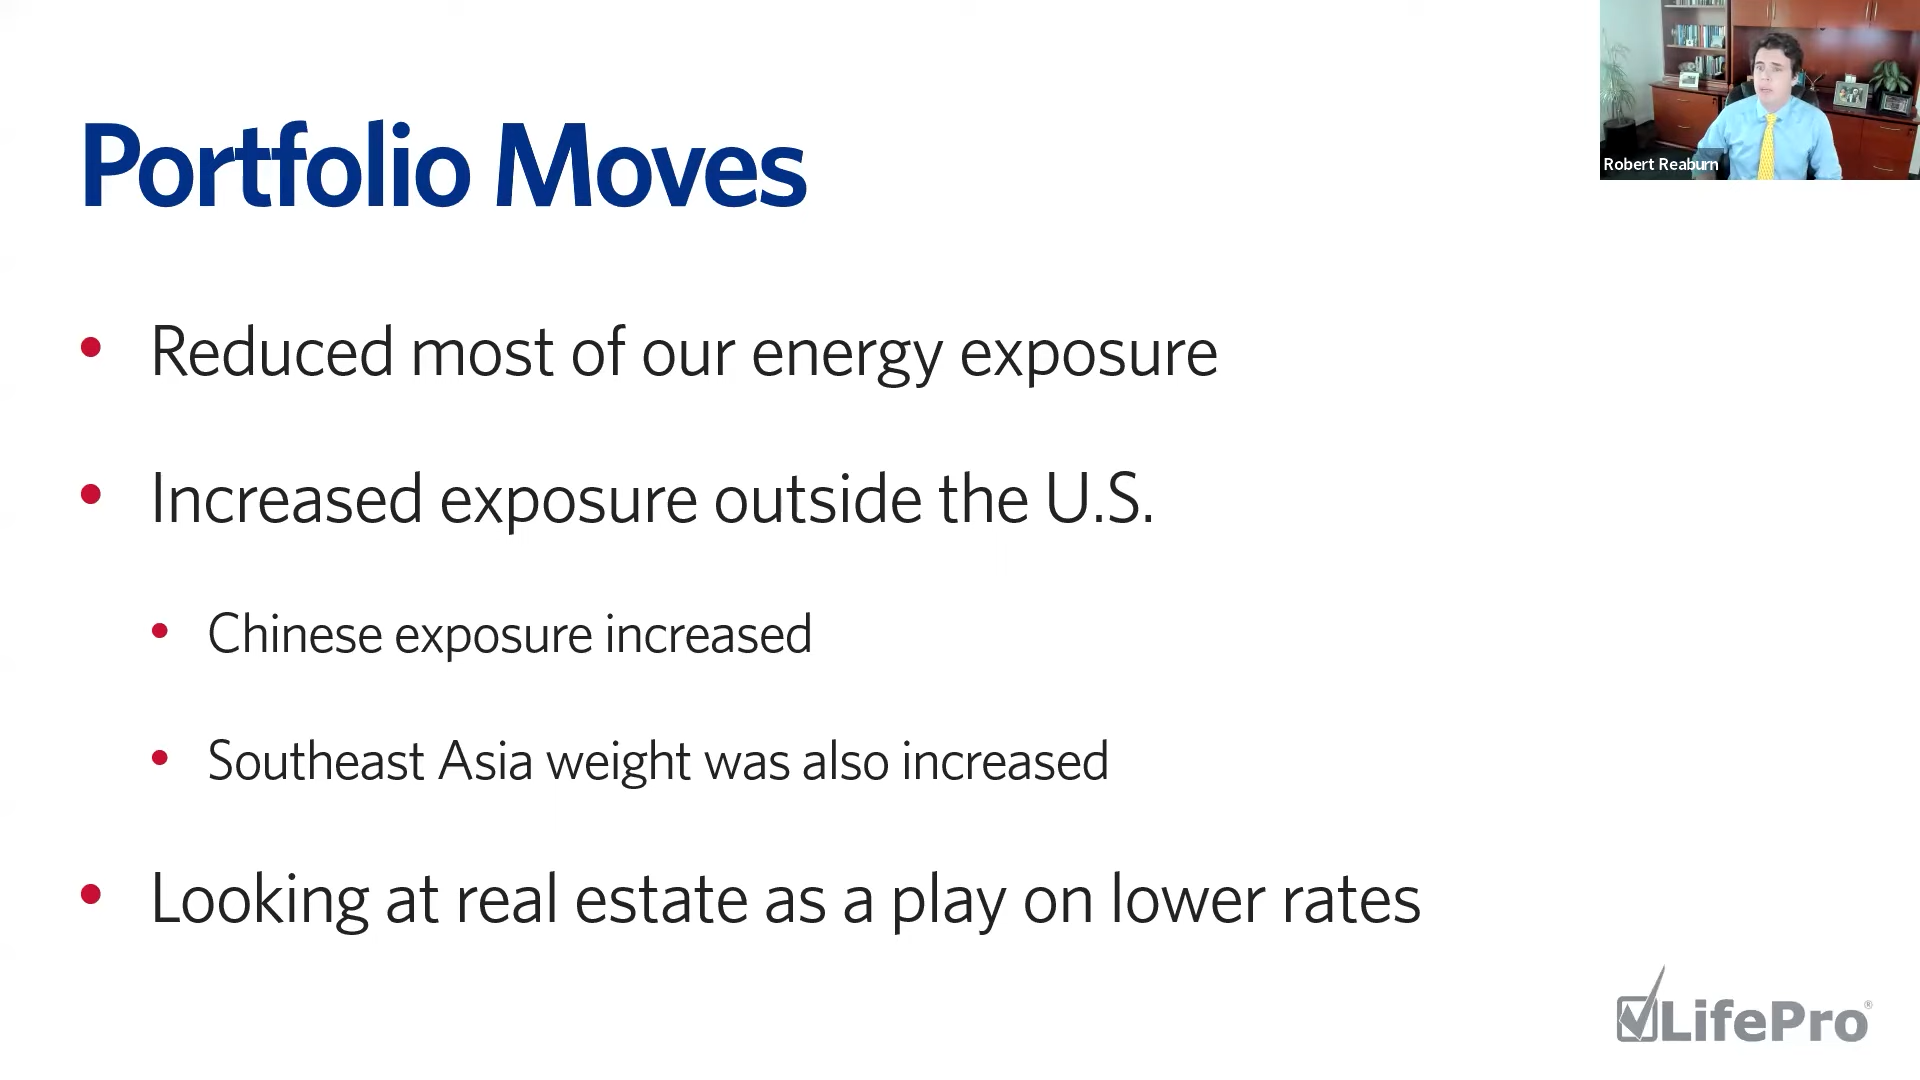 Portfolio Moves
Robert Reaburn
• Reduced most of our energy exposure
• Increased exposure outside the U.S.
• Chinese exposure increased
• Southeast Asia weight was also increased
• Looking at real estate as a play on lower rates
LifePro®